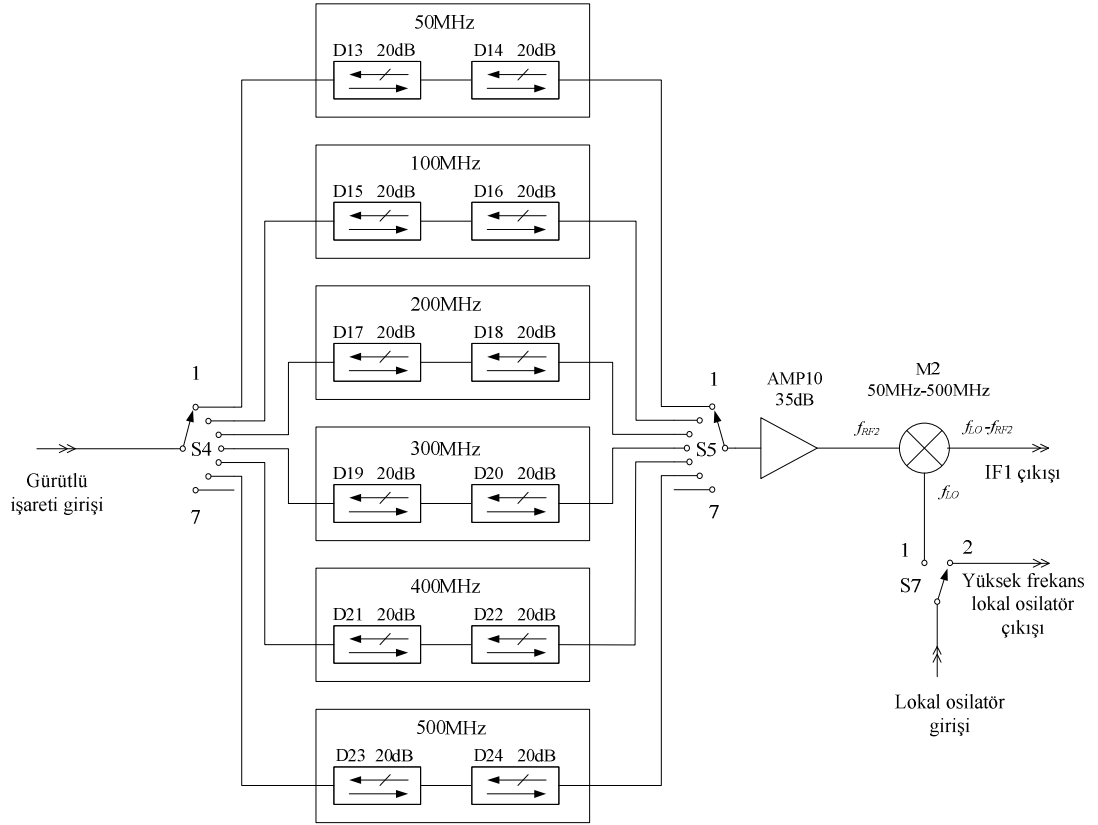 50MHz
D13 20dB
D14 20dB
100MHz
D15 20dB
D16 20dB
200MHz
D17 20dB
D18 20dB
300MHz
D19 20dB
D20 20dB
400MHz
D21 20dB
D22 20dB
500MHz
D23 20dB
D24 20dB
1
S4
7
Gürütlü
işareti girişi
1
S5
7
AMP10
35dB
M2
50MHz-500MHz
fRF2
fLO-fRF2
IF1 çıkışı
fLO
1
2
S7
Yüksek frekans
lokal osilatör
çıkışı
Lokal osilatör
girişi